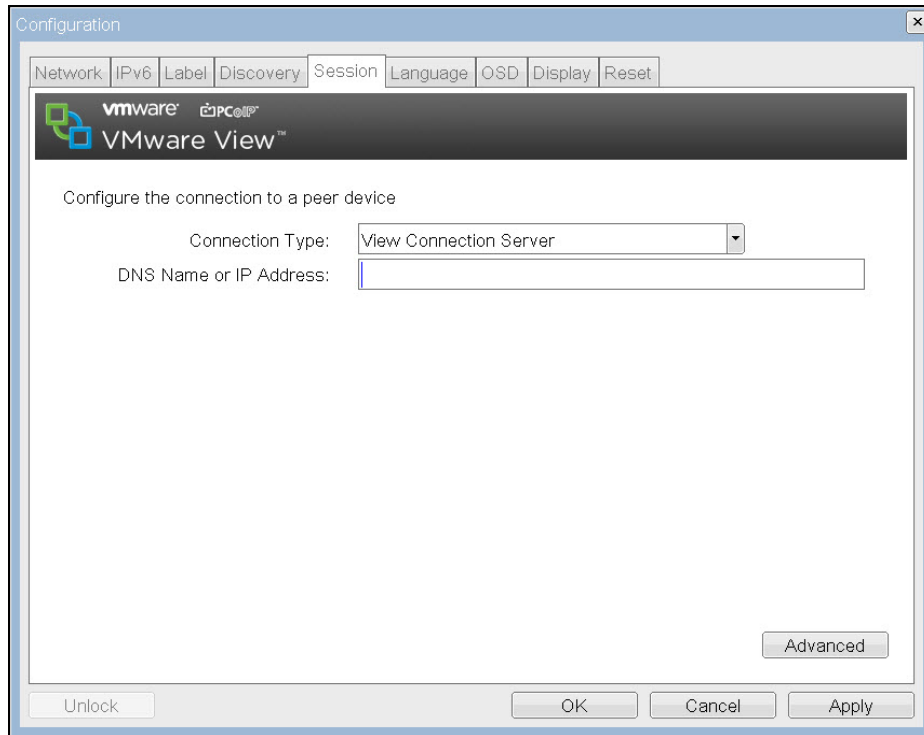 Configuration
Network IPv6 Label Discovery Session Language OSD Display Reset
vmware PCoIP
VMware View™
Configure the connection to a peer device
Connection Type: View Connection Server
DNS Name or IP Address:
Advanced
Unlock OK Cancel Apply